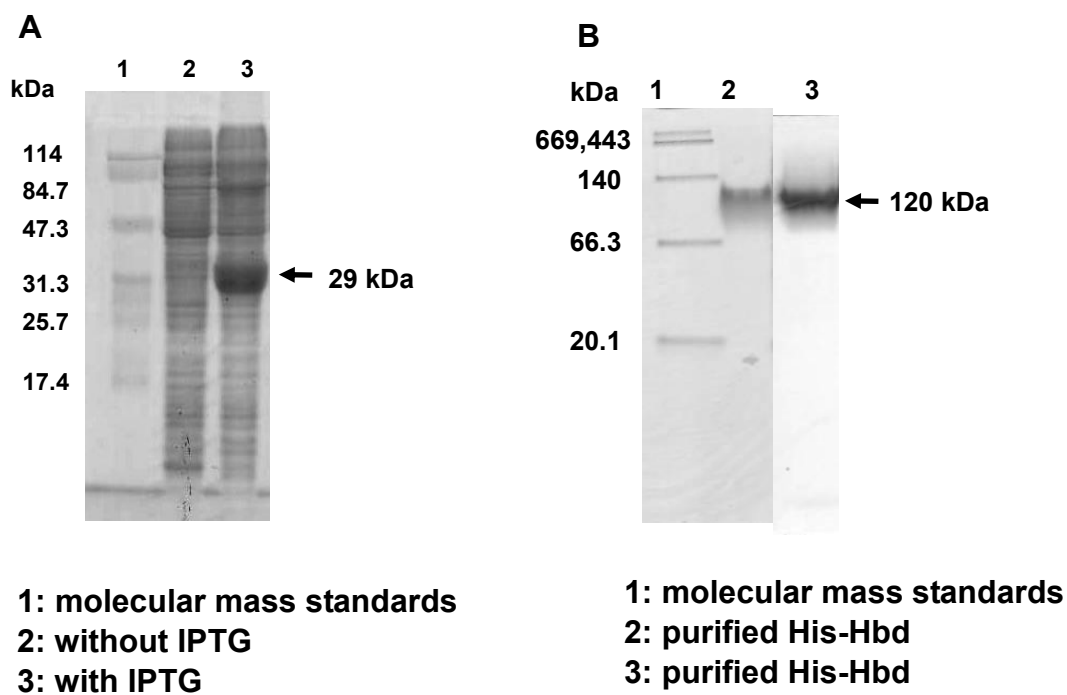 A
1 2 3
kDa
114
84.7
47.3
31.3
25.7
17.4
29 kDa
1: molecular mass standards
2: without IPTG
3: with IPTG
B
kDa 1 2 3
669,443
140
66.3
20.1
120 kDa
1: molecular mass standards
2: purified His-Hbd
3: purified His-Hbd